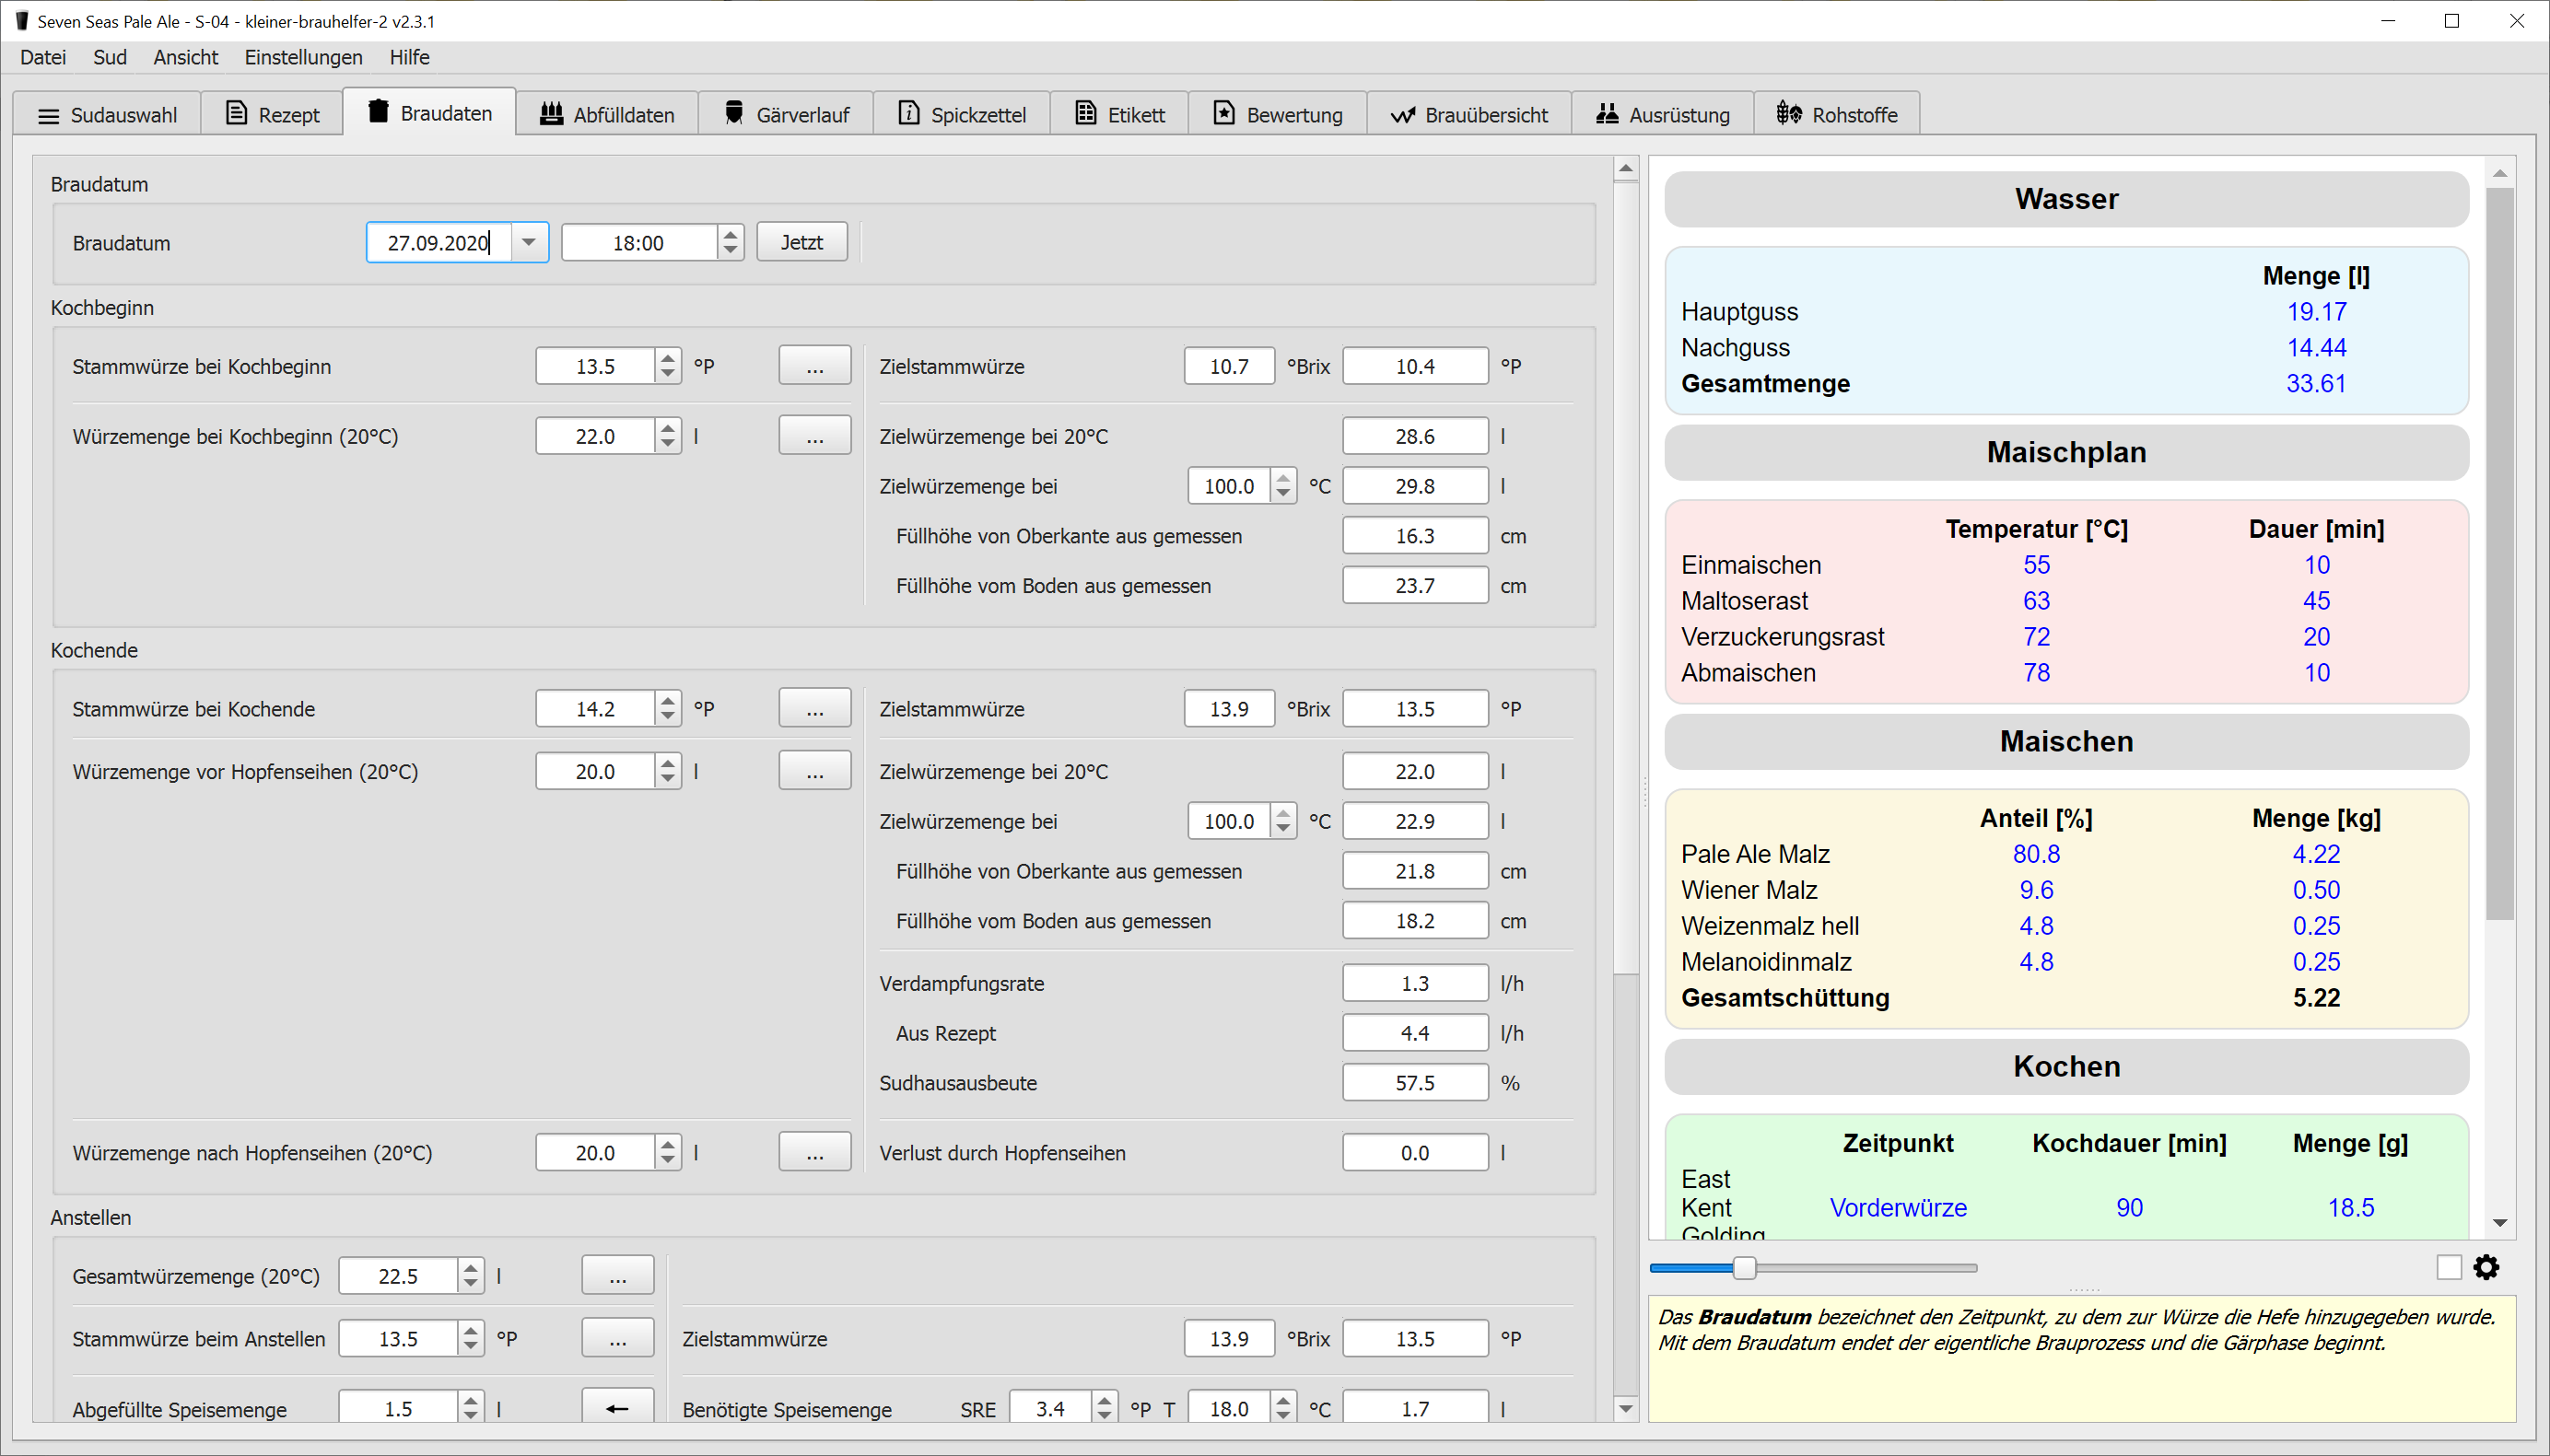 Seven Seas Pale Ale - S-04 - kleiner-brauhelfer-2 v2.3.1
Datei Sud Ansicht Einstellungen Hilfe
Sudauswahl Rezept Braudaten Abfülldaten Gärverlauf Spickzettel Etikett Bewertung Brauübersicht Ausrüstung Rohstoffe
Braudatum
Braudatum 27.09.2020 18:00 Jetzt
Kochbeginn
Stammwürze bei Kochbeginn 13.5 °P ... Zielstammwürze 10.7 °Brix 10.4 °P
Würzemenge bei Kochbeginn (20°C) 22.0 l ... Zielwürzemenge bei 20°C 28.6 l
Zielwürzemenge bei 100.0 °C 29.8 l
Füllhöhe von Oberkante aus gemessen 16.3 cm
Füllhöhe vom Boden aus gemessen 23.7 cm
Kochende
Stammwürze bei Kochende 14.2 °P ... Zielstammwürze 13.9 °Brix 13.5 °P
Würzemenge vor Hopfenseihen (20°C) 20.0 l ... Zielwürzemenge bei 20°C 22.0 l
Zielwürzemenge bei 100.0 °C 22.9 l
Füllhöhe von Oberkante aus gemessen 21.8 cm
Füllhöhe vom Boden aus gemessen 18.2 cm
Verdampfungsrate 1.3 l/h
Aus Rezept 4.4 l/h
Sudhausausbeute 57.5 %
Würzemenge nach Hopfenseihen (20°C) 20.0 l ... Verlust durch Hopfenseihen 0.0 l
Anstellen
Gesamtwürzemenge (20°C) 22.5 l ...
Stammwürze beim Anstellen 13.5 °P ... Zielstammwürze 13.9 °Brix 13.5 °P
Abgefüllte Speisemenge 1.5 l ← Benötigte Speisemenge SRE 3.4 °P T 18.0 °C 1.7 l
Wasser
Menge [l]
Hauptguss 19.17
Nachguss 14.44
Gesamtmenge 33.61
Maischplan
Temperatur [°C] Dauer [min]
Einmaischen 55 10
Maltoserast 63 45
Verzuckerungsrast 72 20
Abmaischen 78 10
Maischen
Anteil [%] Menge [kg]
Pale Ale Malz 80.8 4.22
Wiener Malz 9.6 0.50
Weizenmalz hell 4.8 0.25
Melanoidinmalz 4.8 0.25
Gesamtschüttung 5.22
Kochen
Zeitpunkt Kochdauer [min] Menge [g]
East
Kent Vorderwürze 90 18.5
Golding
Das Braudatum bezeichnet den Zeitpunkt, zu dem zur Würze die Hefe hinzugegeben wurde.
Mit dem Braudatum endet der eigentliche Brauprozess und die Gärphase beginnt.